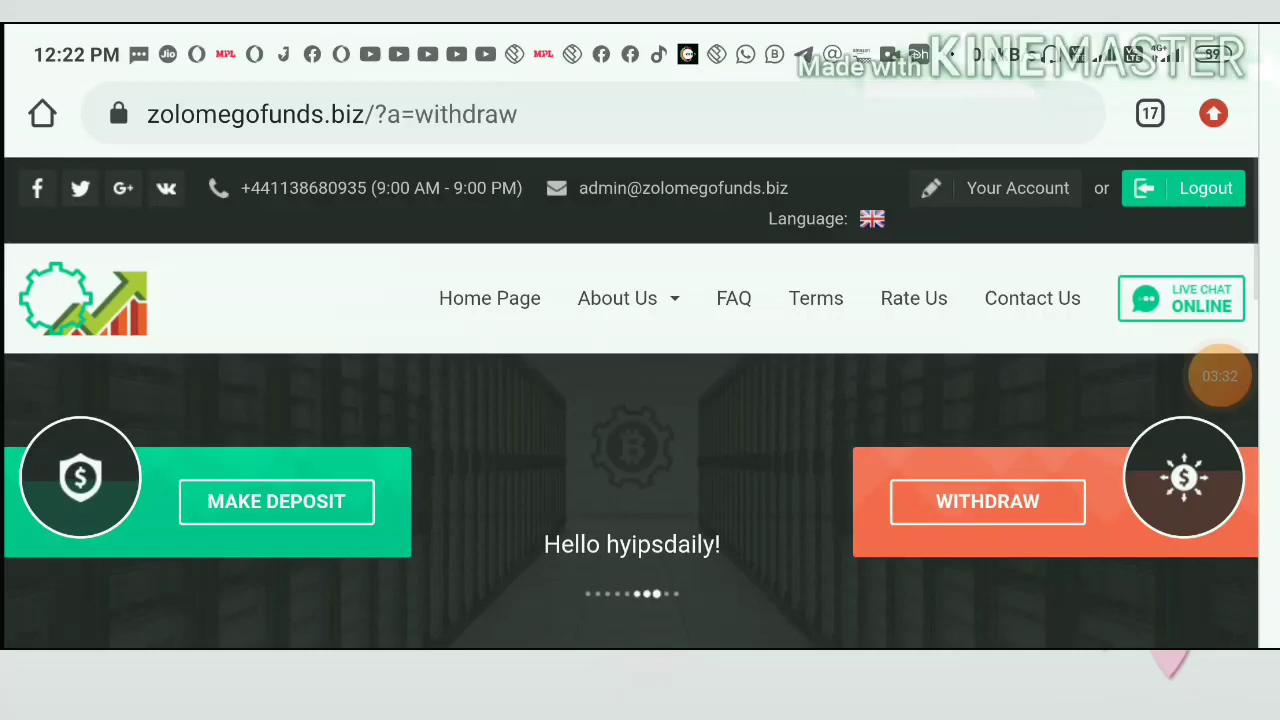 12:22 PM
Made with KINEMASTER
zolomegofunds.biz/?a=withdraw
17
+441138680935 (9:00 AM - 9:00 PM)
admin@zolomegofunds.biz
Your Account or Logout
Language:
Home Page About Us FAQ Terms Rate Us Contact Us
LIVE CHAT
ONLINE
03:32
MAKE DEPOSIT
WITHDRAW
Hello hyipsdaily!